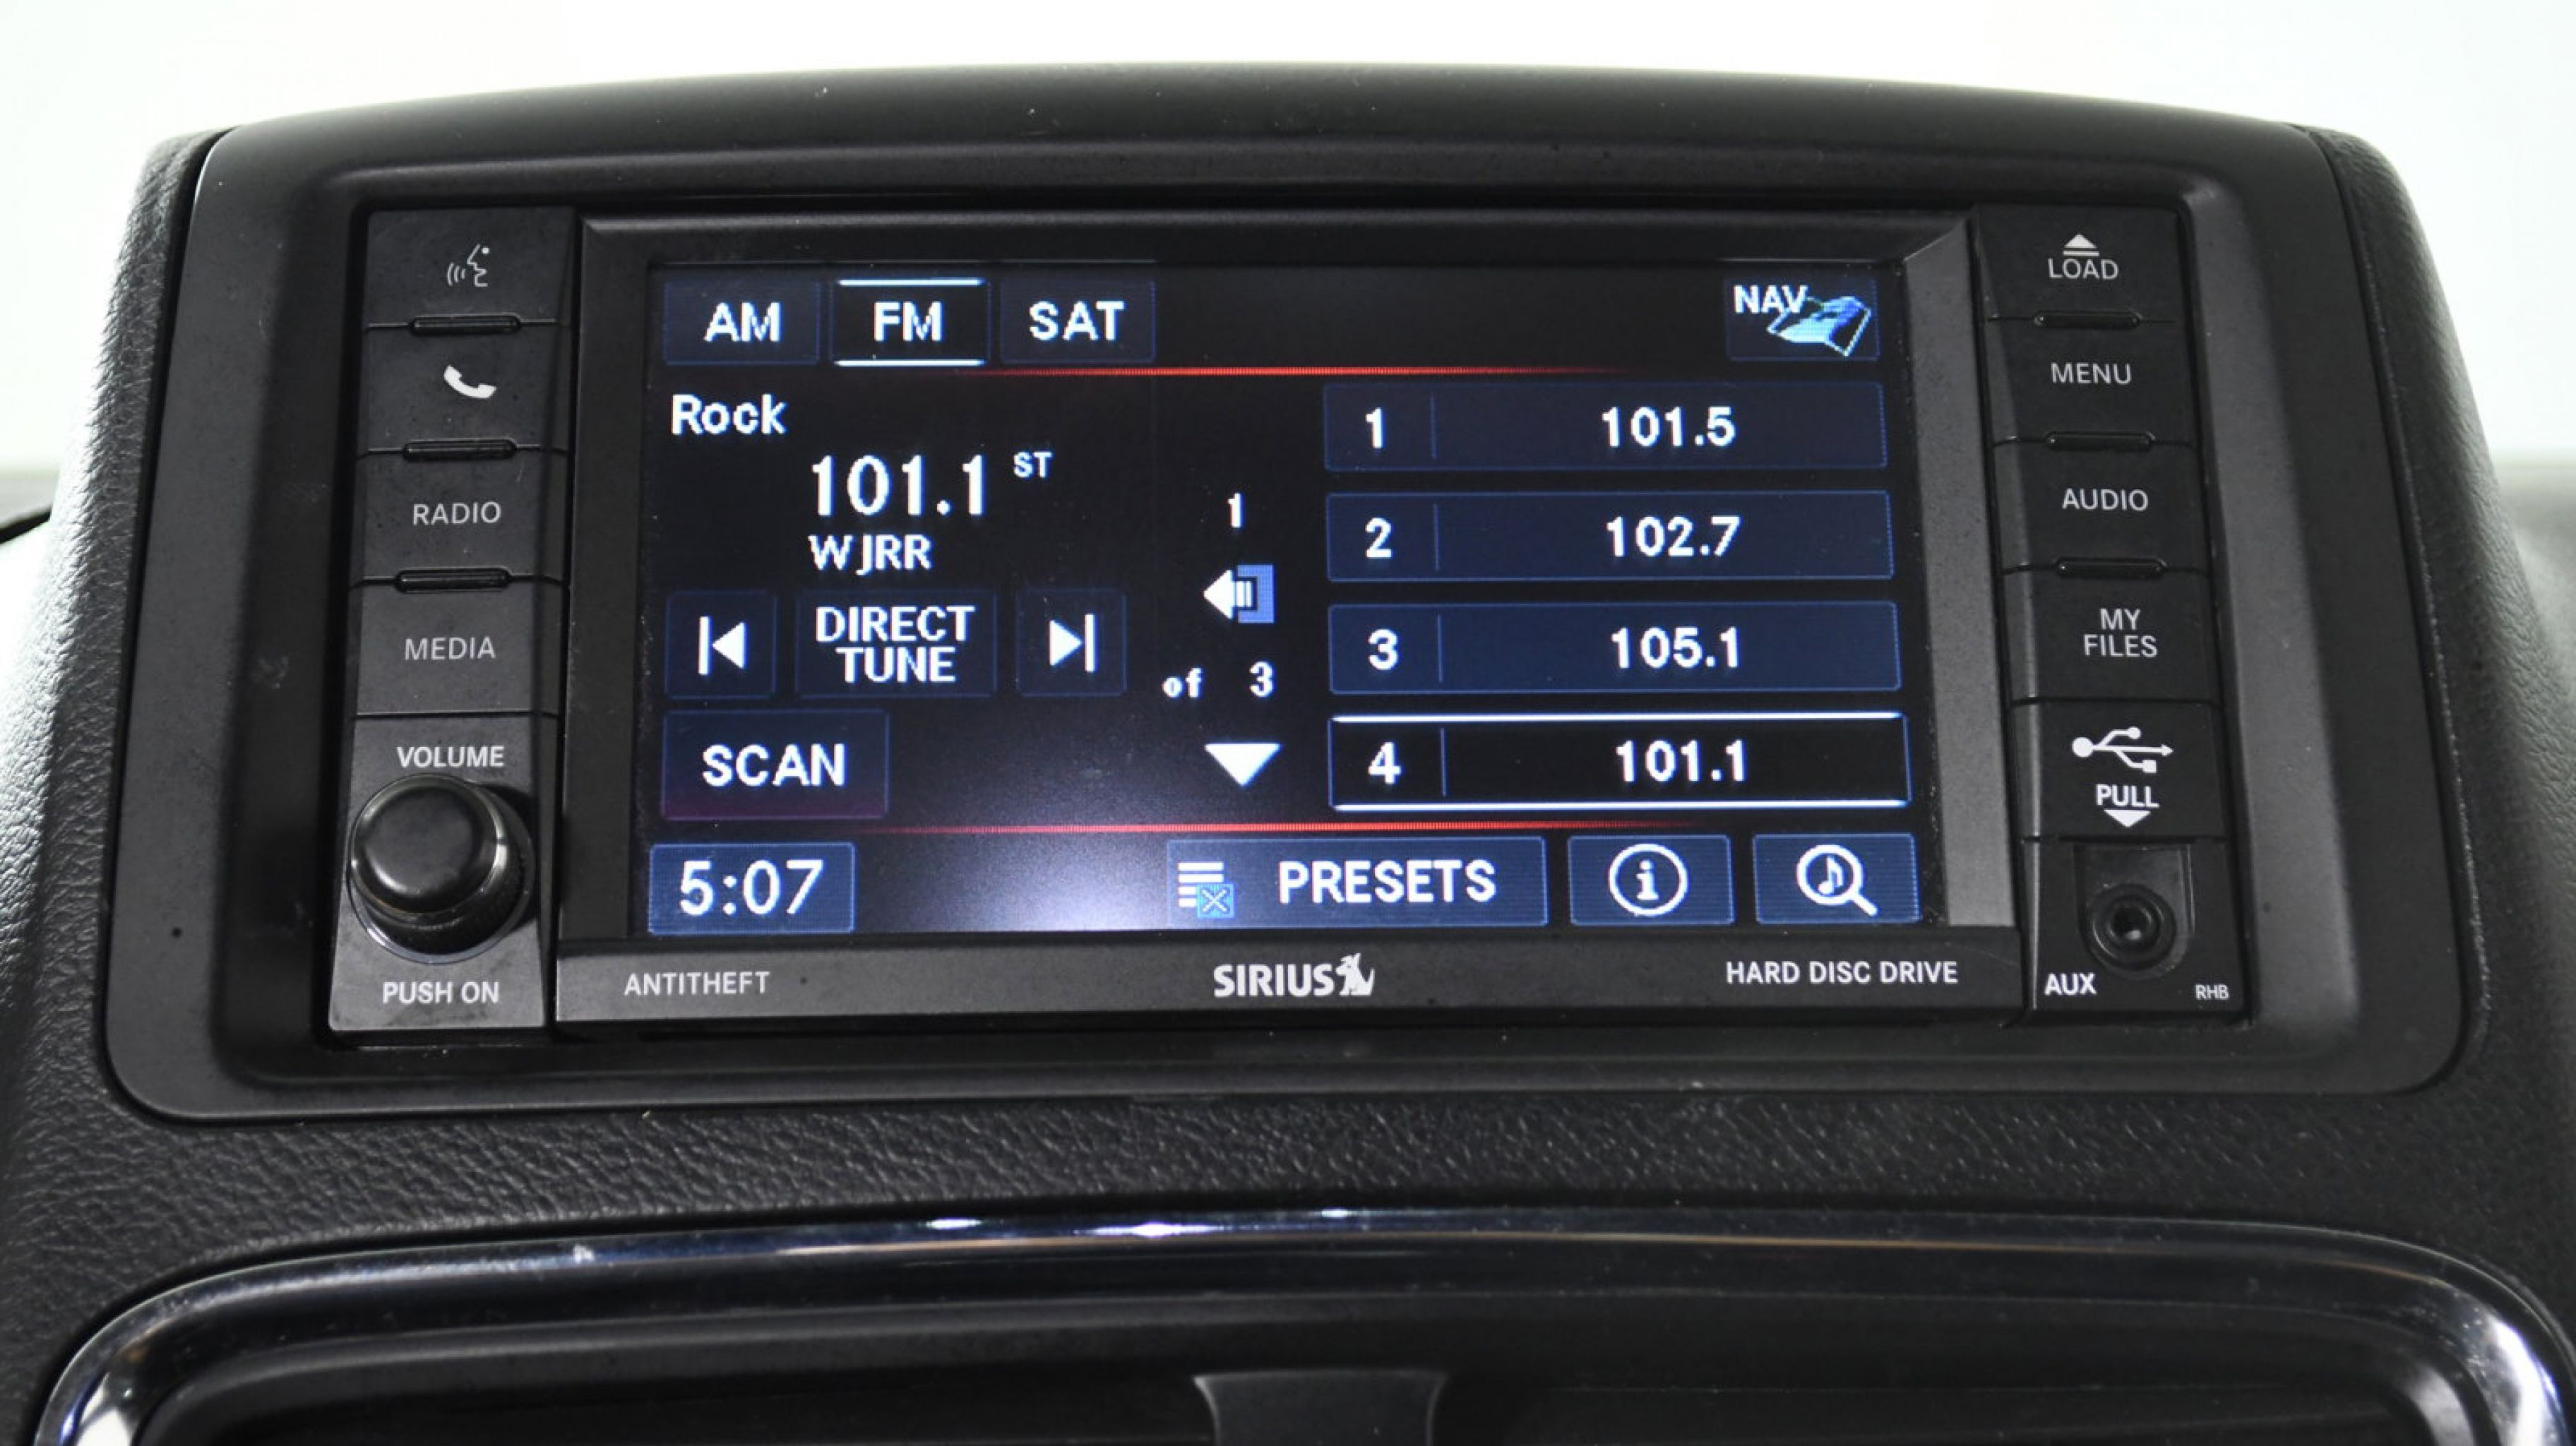 LOAD
MENU
AUDIO
MY
FILES
PULL
AUX
RHB
RADIO
MEDIA
VOLUME
PUSH ON
AM
FM
SAT
NAV
Rock
101.1 ST
WJRR
DIRECT
TUNE
SCAN
1
of 3
1 101.5
2 102.7
3 105.1
4 101.1
5:07
PRESETS
i
ANTITHEFT
SIRIUS
HARD DISC DRIVE